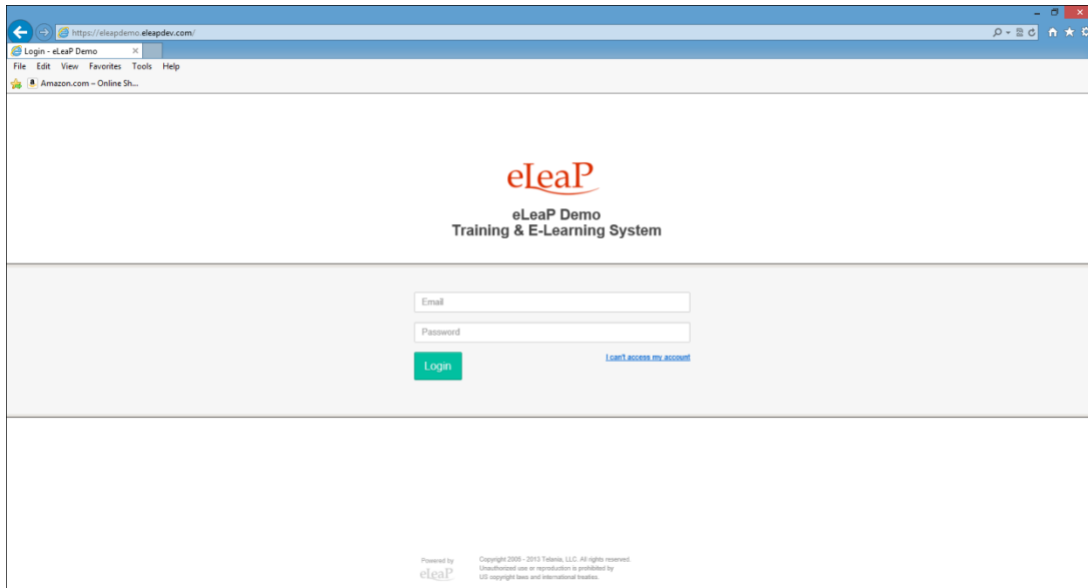 https://eleapdemo.eleapdev.com/
Login - eLeaP Demo
File Edit View Favorites Tools Help
Amazon.com – Online Sh...
eLeaP
eLeaP Demo
Training & E-Learning System
Email
Password
Login
I can't access my account
Powered by
eLeaP
Copyright 2005 - 2013 Telania, LLC. All rights reserved.
Unauthorized use or reproduction is prohibited by
US copyright laws and international treaties.